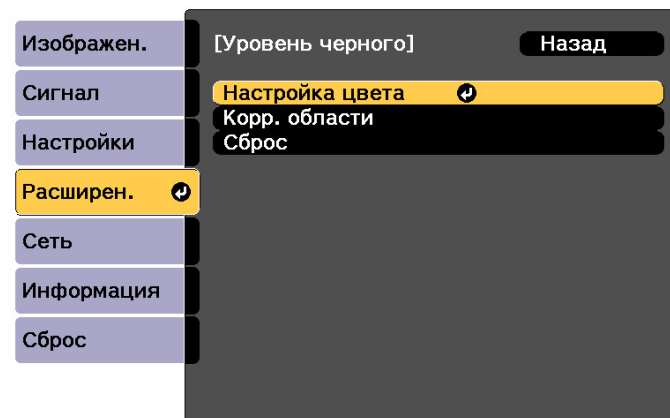 Изображен.
Сигнал
Настройки
Расширен.
Сеть
Информация
Сброс
[Уровень черного]
Назад
Настройка цвета
Корр. области
Сброс